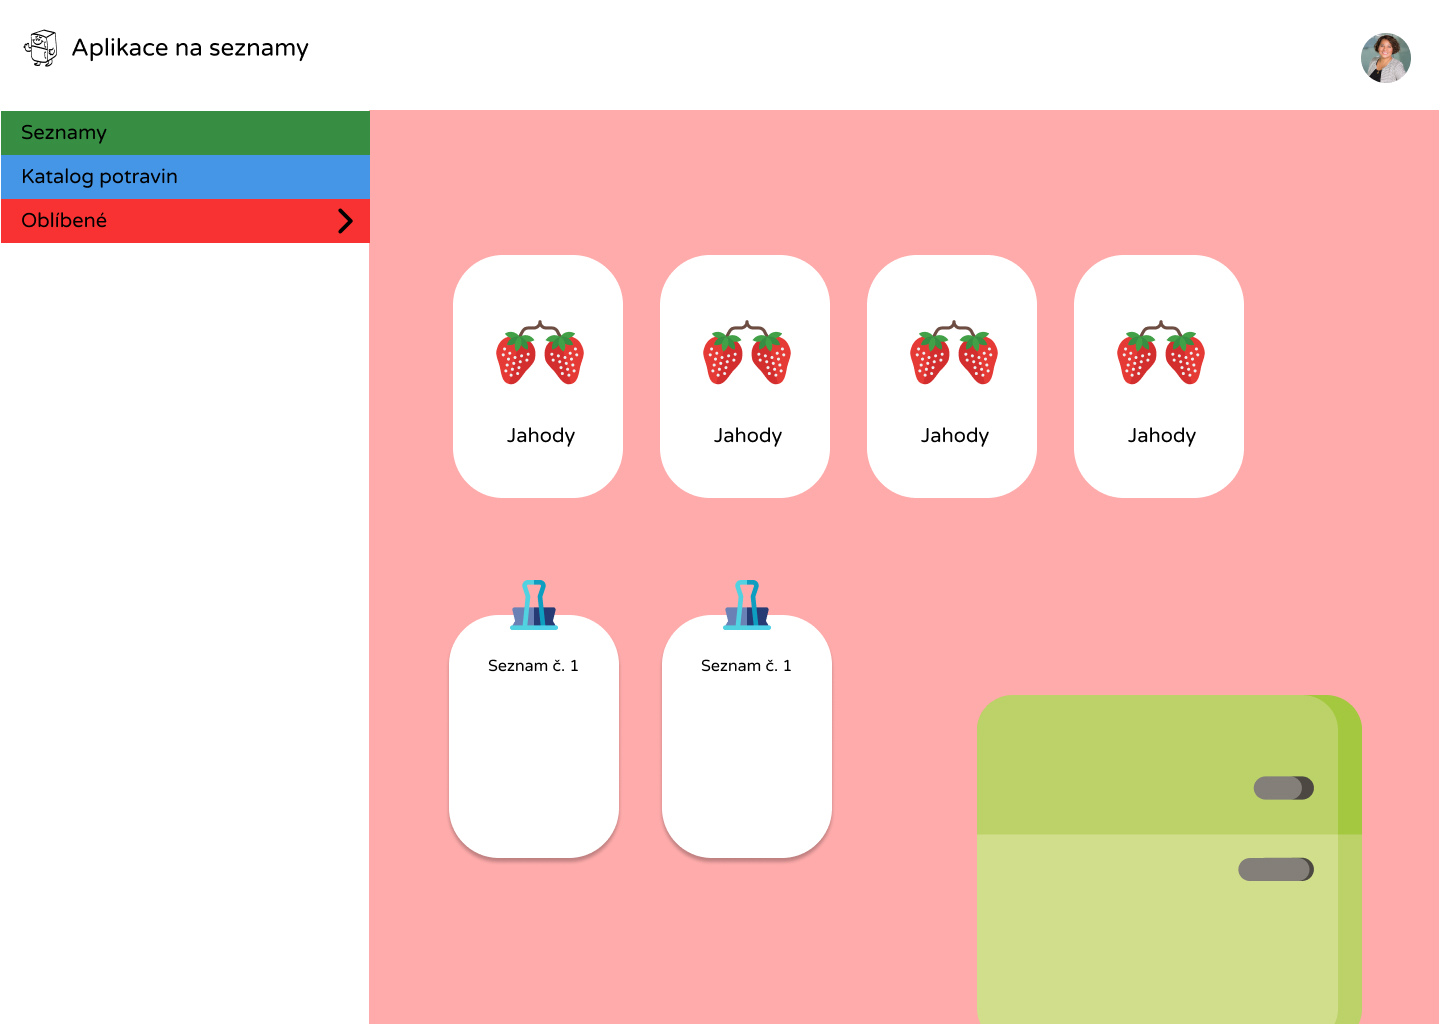 Aplikace na seznamy
Seznamy
Katalog potravin
Oblíbené
Jahody
Jahody
Jahody
Jahody
Seznam č. 1
Seznam č. 1